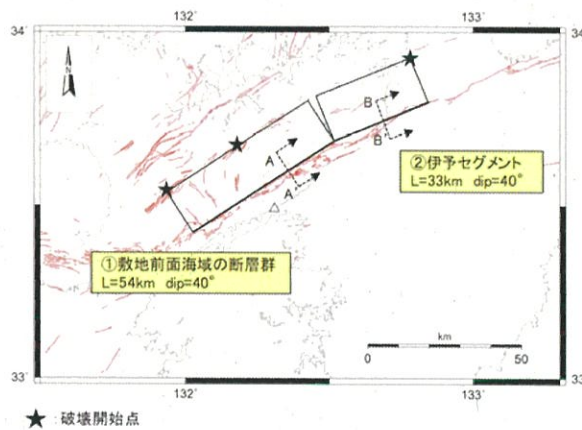 132°
133°
34°
34°
N
A
A
B
B
②伊予セグメント
L=33km dip=40°
①敷地前面海域の断層群
L=54km dip=40°
km
0
50
33°
33°
132°
133°
★ 破壊開始点